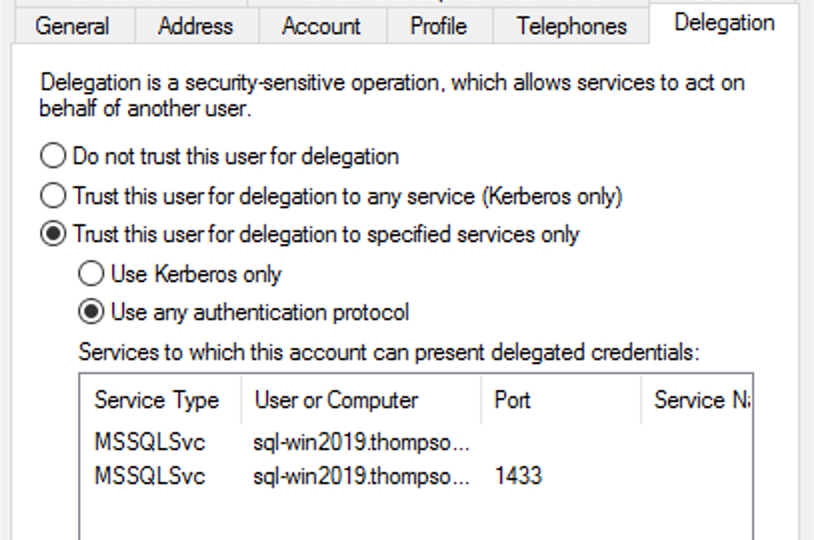 General Address Account Profile Telephones Delegation
Delegation is a security-sensitive operation, which allows services to act on
behalf of another user.
Do not trust this user for delegation
Trust this user for delegation to any service (Kerberos only)
Trust this user for delegation to specified services only
Use Kerberos only
Use any authentication protocol
Services to which this account can present delegated credentials:
Service Type User or Computer Port Service
MSSQLSvc sql-win2019.thompso...
MSSQLSvc sql-win2019.thompso... 1433